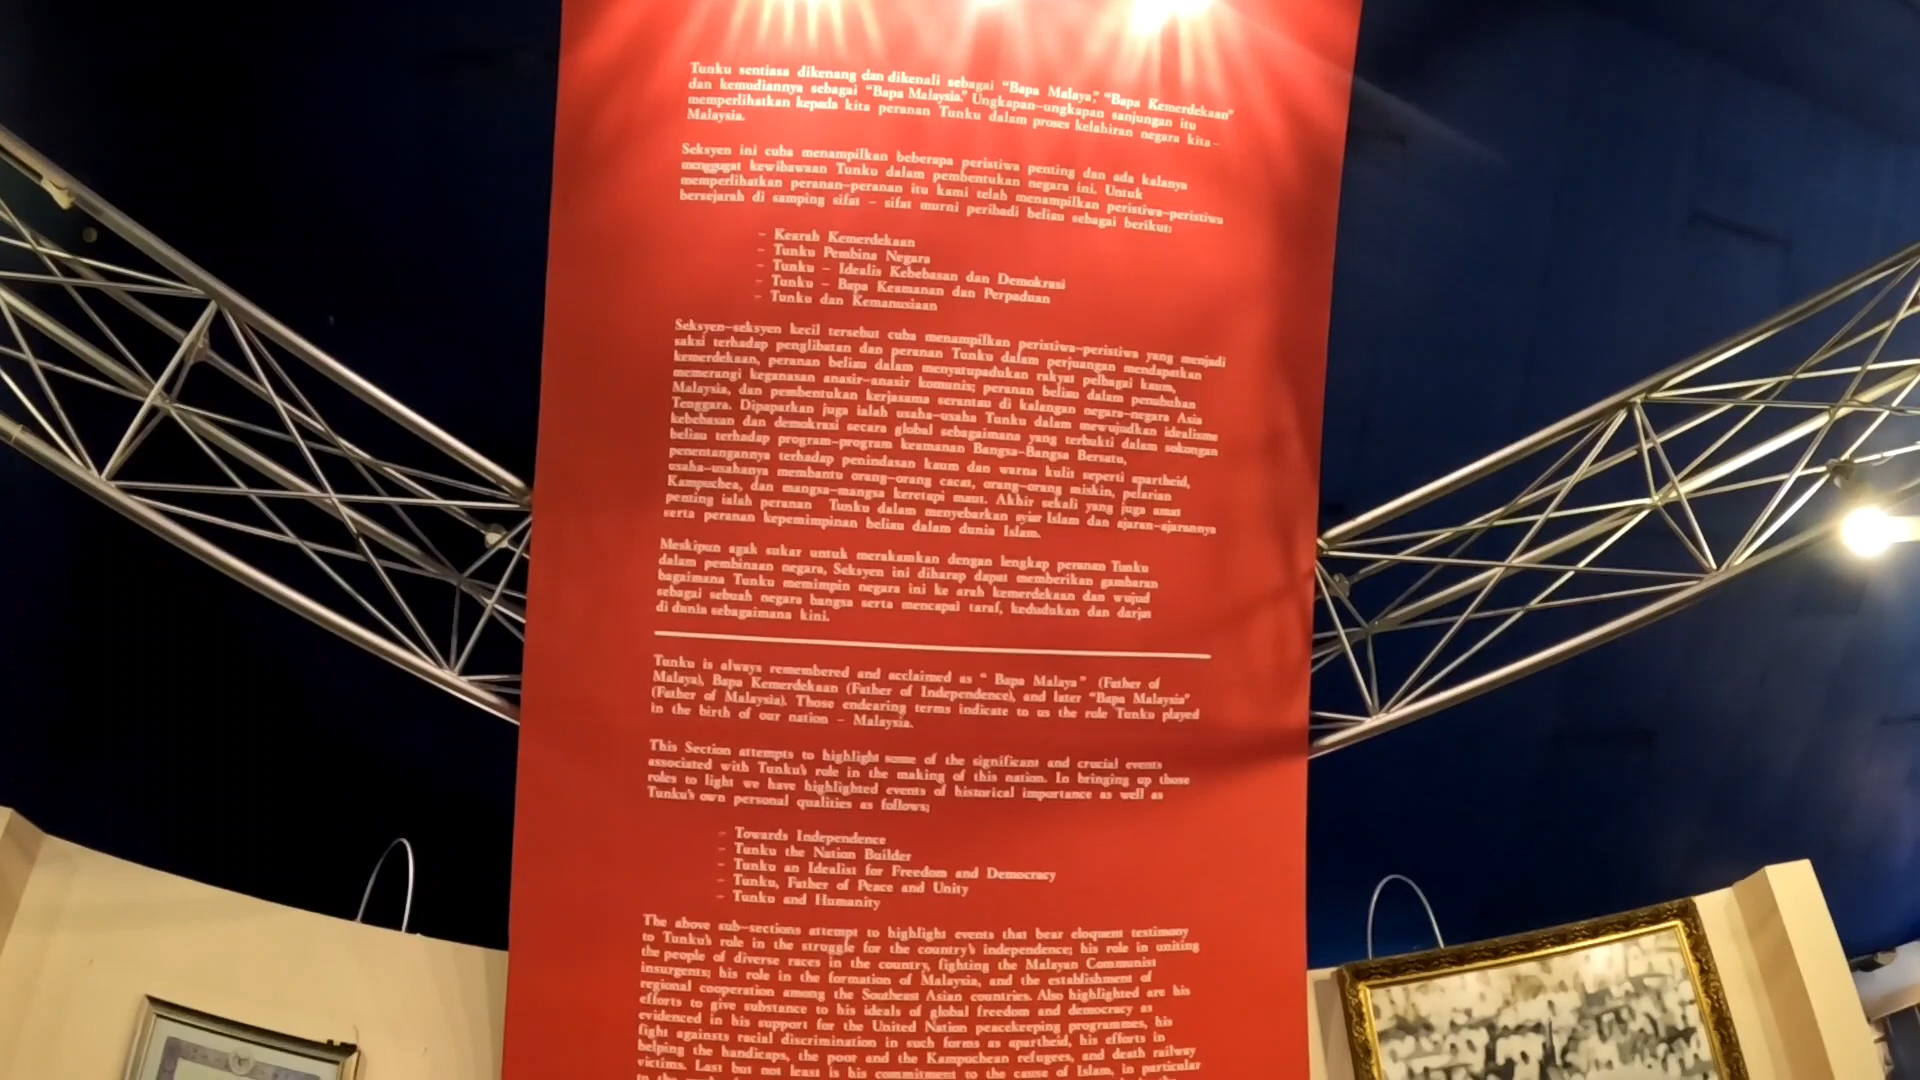 Tunku sentiasa dikenang dan dikenali sebagai “Bapa Malaya,” “Bapa Kemerdekaan”
dan kemudiannya sebagai “Bapa Malaysia.” Ungkapan-ungkapan sanjungan itu
memperlihatkan kepada kita peranan Tunku dalam proses kelahiran negara kita-
Malaysia.
Seksyen ini cuba menampilkan beberapa peristiwa penting dan ada kalanya
menggugat kewibawaan Tunku dalam pembentukan negara ini. Untuk
memperlihatkan peranan-peranan itu kami telah menampilkan peristiwa-peristiwa
bersejarah di samping sifat - sifat murni peribadi beliau sebagai berikut:
- Kearah Kemerdekaan
- Tunku Pembina Negara
- Tunku - Idealis Kebebasan dan Demokrasi
- Tunku - Bapa Keamanan dan Perpaduan
- Tunku dan Kemanusiaan
Seksyen-seksyen kecil tersebut cuba menampilkan peristiwa-peristiwa yang menjadi
saksi terhadap penglibatan dan peranan Tunku dalam perjuangan mendapatkan
kemerdekaan, peranan beliau dalam menyatupadukan rakyat pelbagai kaum,
memerangi keganasan anasir-anasir komunis; peranan beliau dalam penubuhan
Malaysia, dan pembentukan kerjasama serantau di kalangan negara-negara Asia
Tenggara. Dipaparkan juga ialah usaha-usaha Tunku dalam mewujudkan idealisme
kebebasan dan demokrasi secara global sebagaimana yang terbukti dalam sokongan
beliau terhadap program-program keamanan Bangsa-Bangsa Bersatu,
penentangannya terhadap penindasan kaum dan warna kulit seperti apartheid,
usaha-usahanya membantu orang-orang cacat, orang-orang miskin, pelarian
Kampuchea, dan mangsa-mangsa keretapi maut. Akhir sekali yang juga amat
penting ialah peranan Tunku dalam menyebarkan syiar Islam dan ajaran-ajarannya
serta peranan kepemimpinan beliau dalam dunia Islam.
Meskipun agak sukar untuk merakamkan dengan lengkap peranan Tunku
dalam pembinaan negara, Seksyen ini diharap dapat memberikan gambaran
bagaimana Tunku memimpin negara ini ke arah kemerdekaan dan wujud
sebagai sebuah negara bangsa serta mencapai taraf, kedudukan dan darjat
di dunia sebagaimana kini.
Tunku is always remembered and acclaimed as “ Bapa Malaya ” (Father of
Malaya), Bapa Kemerdekaan (Father of Independence), and later “Bapa Malaysia”
(Father of Malaysia). Those endearing terms indicate to us the role Tunku played
in the birth of our nation - Malaysia.
This Section attempts to highlight some of the significant and crucial events
associated with Tunku's role in the making of this nation. In bringing up those
roles to light we have highlighted events of historical importance as well as
Tunku's own personal qualities as follows;
- Towards Independence
- Tunku the Nation Builder
- Tunku an Idealist for Freedom and Democracy
- Tunku, Father of Peace and Unity
- Tunku and Humanity
The above sub-sections attempt to highlight events that bear eloquent testimony
to Tunku's role in the struggle for the country's independence; his role in uniting
the people of diverse races in the country, fighting the Malayan Communist
insurgents; his role in the formation of Malaysia, and the establishment of
regional cooperation among the Southeast Asian countries. Also highlighted are his
efforts to give substance to his ideals of global freedom and democracy as
evidenced in his support for the United Nation peacekeeping programmes, his
fight againsts racial discrimination in such forms as apartheid, his efforts in
helping the handicaps, the poor and the Kampuchean refugees, and death railway
victims. Last but not least is his commitment to the cause of Islam, in particular